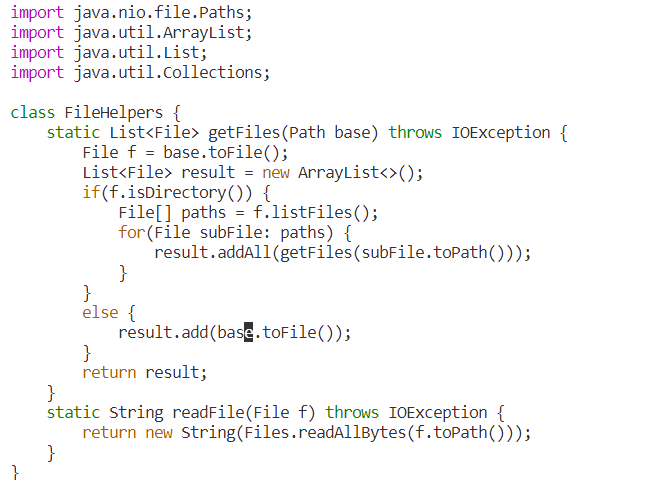 import java.nio.file.Paths;
import java.util.ArrayList;
import java.util.List;
import java.util.Collections;

class FileHelpers {
    static List<File> getFiles(Path base) throws IOException {
        File f = base.toFile();
        List<File> result = new ArrayList<>();
        if(f.isDirectory()) {
            File[] paths = f.listFiles();
            for(File subFile: paths) {
                result.addAll(getFiles(subFile.toPath()));
            }
        }
        else {
            result.add(base.toFile());
        }
        return result;
    }
    static String readFile(File f) throws IOException {
        return new String(Files.readAllBytes(f.toPath()));
    }
}